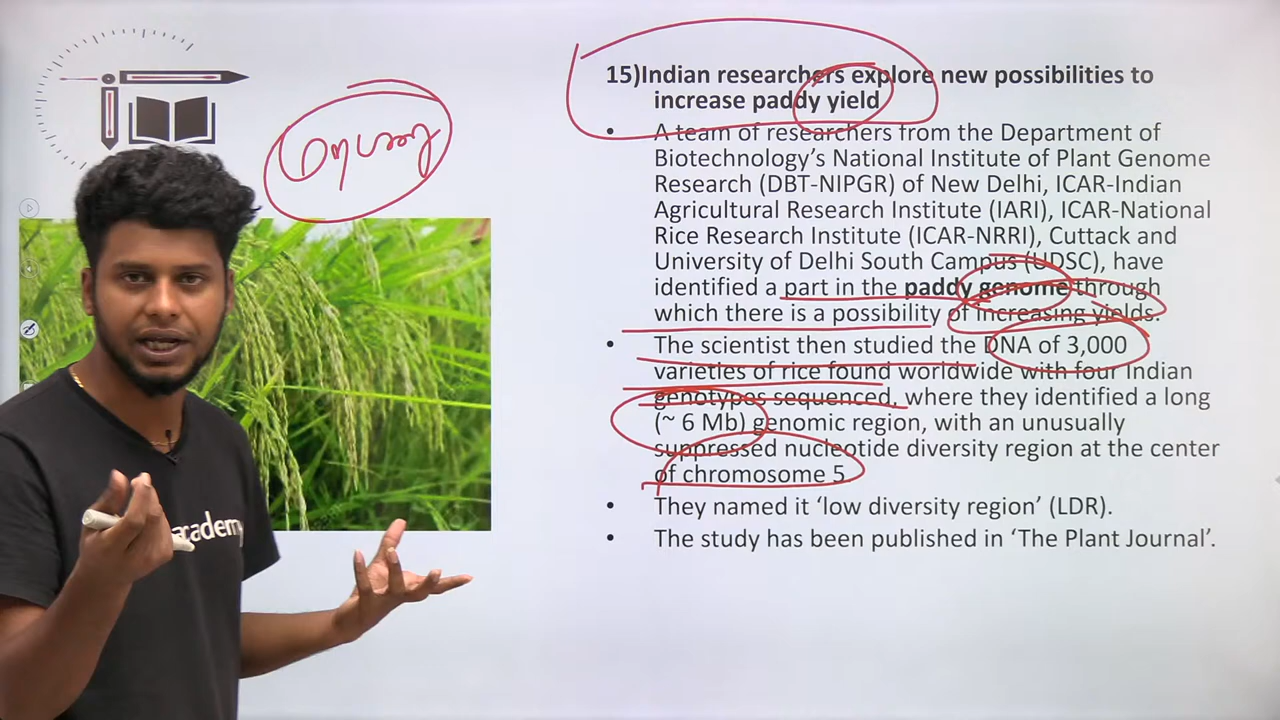 மரபணு
academy
15)Indian researchers explore new possibilities to
increase paddy yield
• A team of researchers from the Department of
Biotechnology's National Institute of Plant Genome
Research (DBT-NIPGR) of New Delhi, ICAR-Indian
Agricultural Research Institute (IARI), ICAR-National
Rice Research Institute (ICAR-NRRI), Cuttack and
University of Delhi South Campus (UDSC), have
identified a part in the paddy genome through
which there is a possibility of increasing yields.
• The scientist then studied the DNA of 3,000
varieties of rice found worldwide with four Indian
genotypes sequenced, where they identified a long
(~ 6 Mb) genomic region, with an unusually
suppressed nucleotide diversity region at the center
of chromosome 5.
• They named it 'low diversity region' (LDR).
• The study has been published in 'The Plant Journal'.